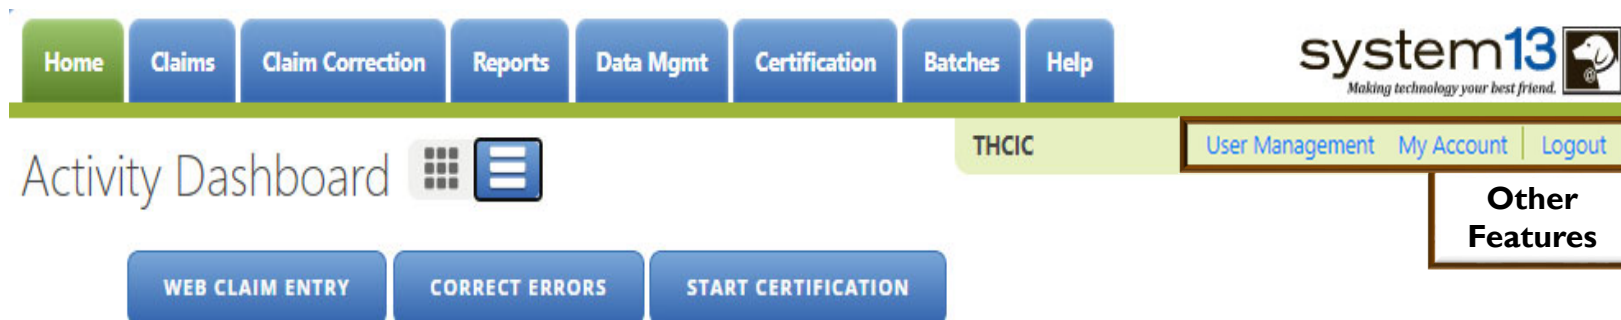 Home Claims Claim Correction Reports Data Mgmt Certification Batches Help
system13
Making technology your best friend.
@
THCIC User Management My Account Logout
Activity Dashboard
Other
Features
WEB CLAIM ENTRY CORRECT ERRORS START CERTIFICATION